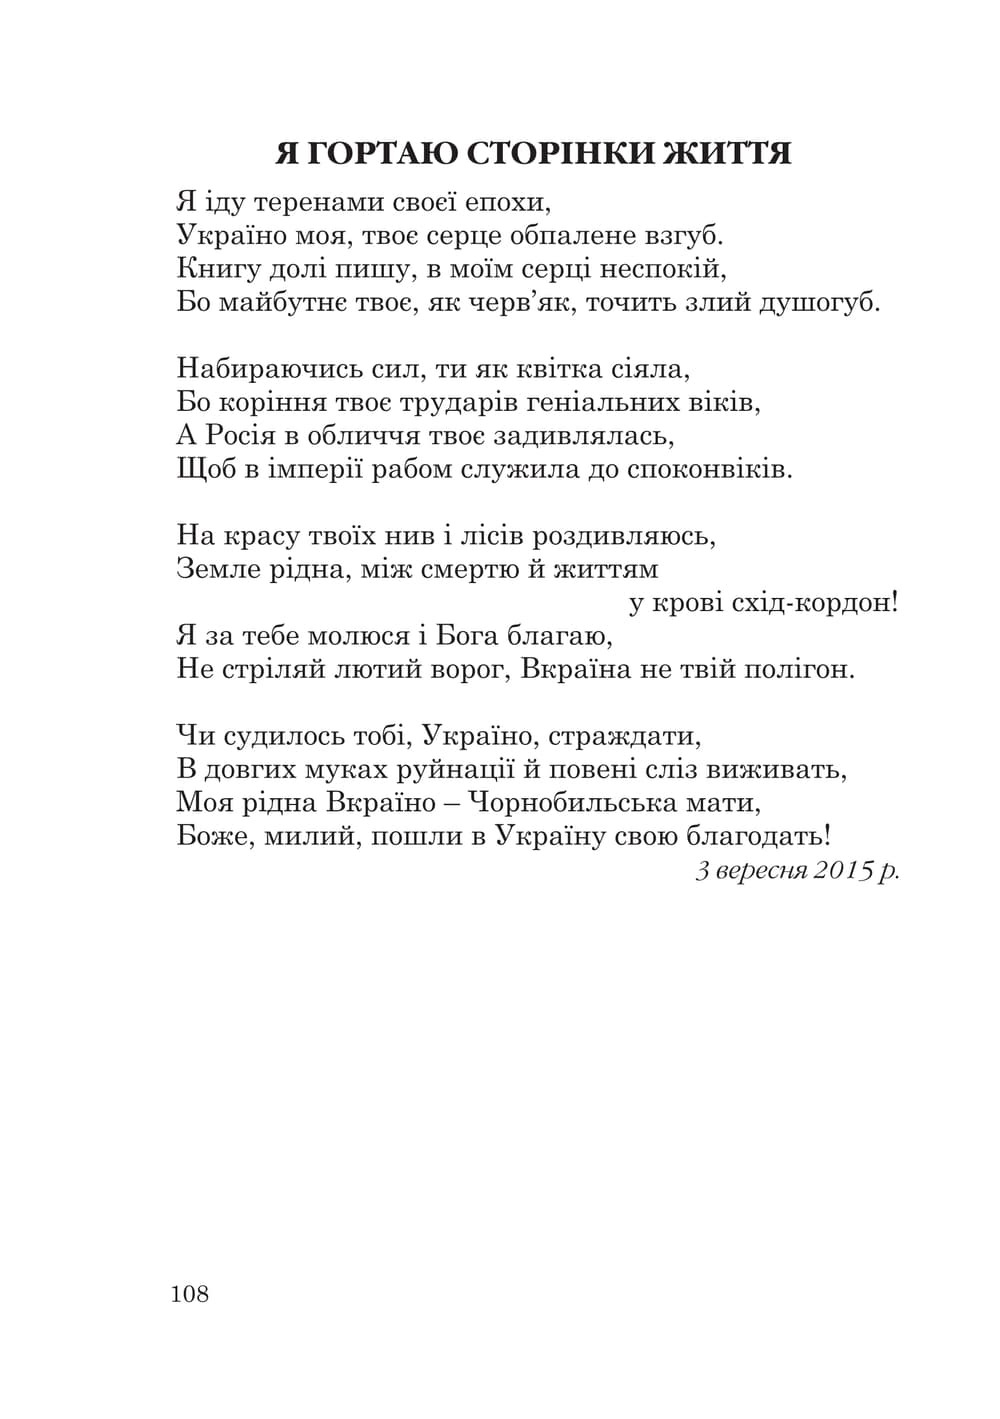 Я ГОРТАЮ СТОРІНКИ ЖИТТЯ
Я іду теренами своєї епохи,
Україно моя, твоє серце обпалене взгуб.
Книгу долі пишу, в моїм серці неспокій,
Бо майбутнє твоє, як черв’як, точить злий душогуб.
Набираючись сил, ти як квітка сіяла,
Бо коріння твоє трударів геніальних віків,
А Росія в обличчя твоє задивлялась,
Щоб в імперії рабом служила до споконвіків.
На красу твоїх нив і лісів роздивляюсь,
Земле рідна, між смертю й життям
у крові схід-кордон!
Я за тебе молюся і Бога благаю,
Не стріляй лютий ворог, Вкраїна не твій полігон.
Чи судилось тобі, Україно, страждати,
В довгих муках руйнації й повені сліз виживать,
Моя рідна Вкраїно – Чорнобильська мати,
Боже, милий, пошли в Україну свою благодать!
3 вересня 2015 р.
108